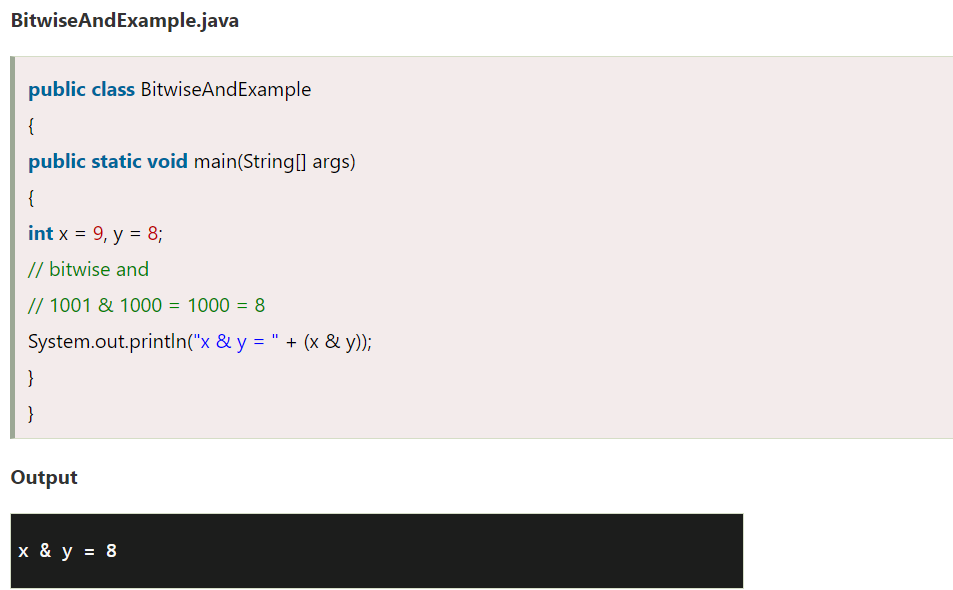 BitwiseAndExample.java
public class BitwiseAndExample
{
public static void main(String[] args)
{
int x = 9, y = 8;
// bitwise and
// 1001 & 1000 = 1000 = 8
System.out.println("x & y = " + (x & y));
}
}
Output
x & y = 8